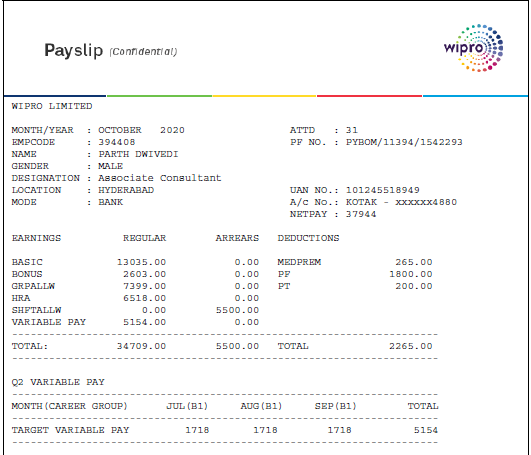 Payslip (Confidential)
wipro
WIPRO LIMITED
MONTH/YEAR : OCTOBER 2020 ATTD : 31
EMPCODE : 394408 PF NO. : PYBOM/11394/1542293
NAME : PARTH DWIVEDI
GENDER : MALE
DESIGNATION : Associate Consultant
LOCATION : HYDERABAD UAN NO.: 101245518949
MODE : BANK A/c No.: KOTAK - xxxxxx4880
NETPAY : 37944
EARNINGS REGULAR ARREARS DEDUCTIONS
BASIC 13035.00 0.00 MEDPREM 265.00
BONUS 2603.00 0.00 PF 1800.00
GRPALLW 7399.00 0.00 PT 200.00
HRA 6518.00 0.00
SHFTALLW 0.00 5500.00
VARIABLE PAY 5154.00 0.00
TOTAL: 34709.00 5500.00 TOTAL 2265.00
Q2 VARIABLE PAY
MONTH(CAREER GROUP) JUL(B1) AUG(B1) SEP(B1) TOTAL
TARGET VARIABLE PAY 1718 1718 1718 5154